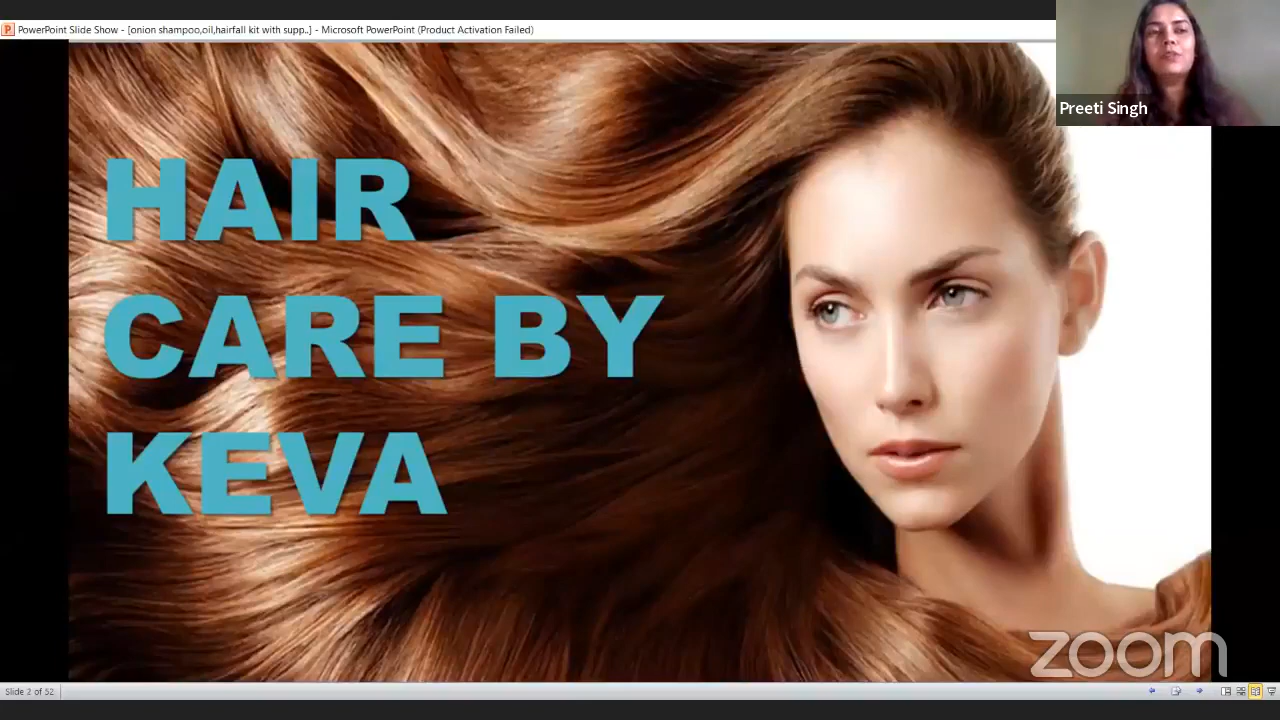 PowerPoint Slide Show - [onion shampoo,oil,hairfall kit with supp..] - Microsoft PowerPoint (Product Activation Failed)
Preeti Singh
HAIR
CARE BY
KEVA
zoom
Slide 2 of 52